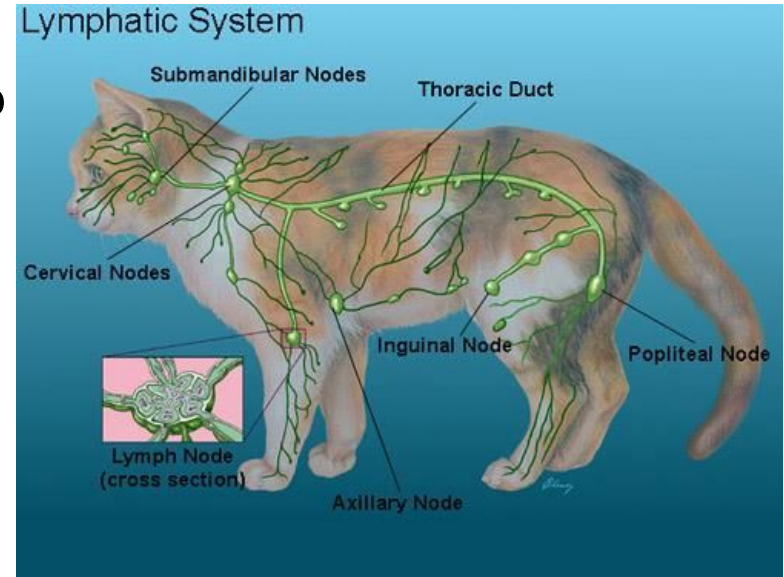 Lymphatic System
Submandibular Nodes
Thoracic Duct
Cervical Nodes
Inguinal Node
Popliteal Node
Lymph Node
(cross section)
Axillary Node